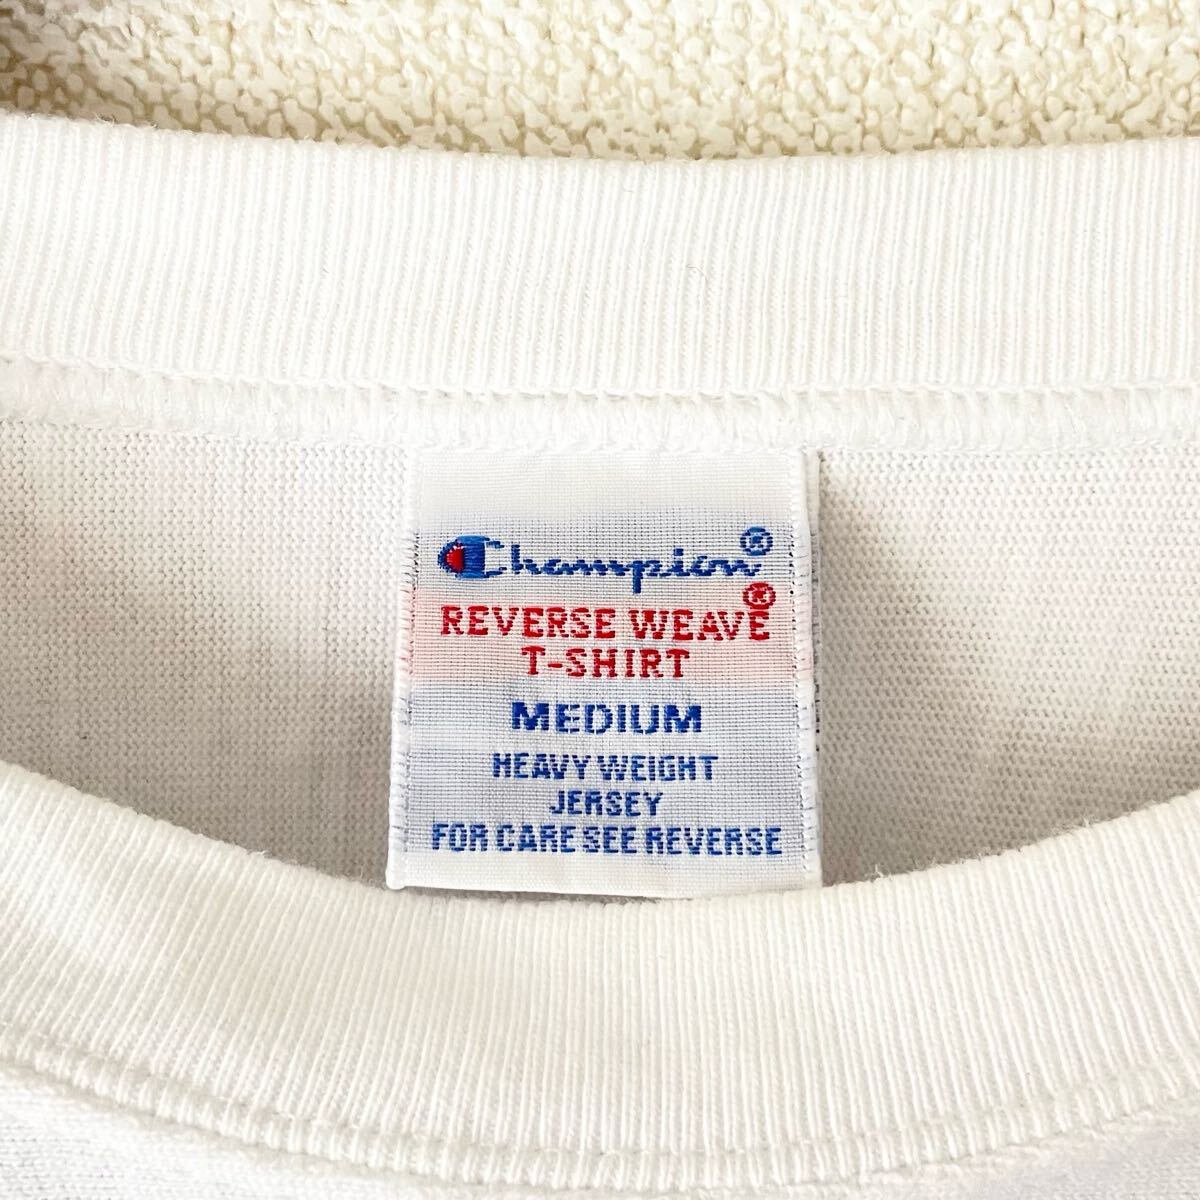 Champion®
REVERSE WEAVE®
T-SHIRT
MEDIUM
HEAVY WEIGHT
JERSEY
FOR CARE SEE REVERSE